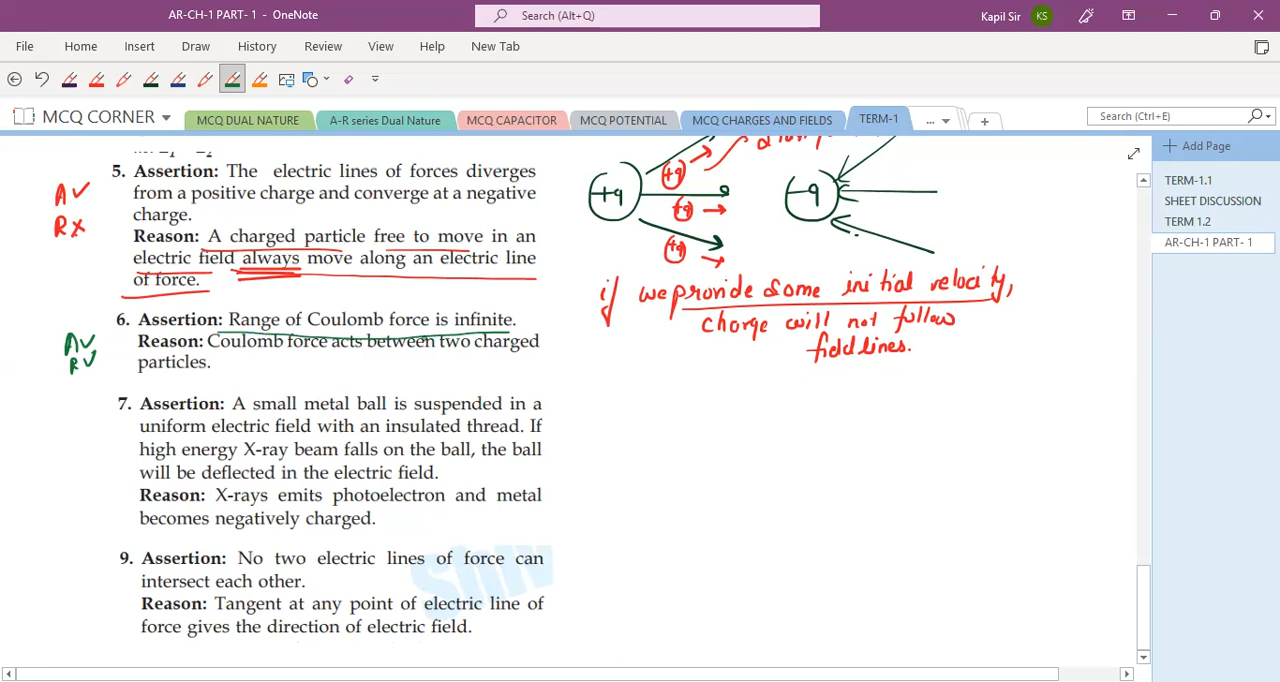 AR-CH-1 PART- 1 - OneNote
Search (Alt+Q)
Kapil Sir
KS
File Home Insert Draw History Review View Help New Tab
MCQ CORNER
MCQ DUAL NATURE
A-R series Dual Nature
MCQ CAPACITOR
MCQ POTENTIAL
MCQ CHARGES AND FIELDS
TERM-1
...
Search (Ctrl+E)
Add Page
TERM-1.1
SHEET DISCUSSION
TERM 1.2
AR-CH-1 PART- 1
5. Assertion: The electric lines of forces diverges
from a positive charge and converge at a negative
charge.
Reason: A charged particle free to move in an
electric field always move along an electric line
of force.
A✓
R✗
6. Assertion: Range of Coulomb force is infinite.
Reason: Coulomb force acts between two charged
particles.
A✓
R✓
7. Assertion: A small metal ball is suspended in a
uniform electric field with an insulated thread. If
high energy X-ray beam falls on the ball, the ball
will be deflected in the electric field.
Reason: X-rays emits photoelectron and metal
becomes negatively charged.
9. Assertion: No two electric lines of force can
intersect each other.
Reason: Tangent at any point of electric line of
force gives the direction of electric field.
+q
+q
+q
+q
-q
if we provide some initial velocity,
charge will not follow
field lines.